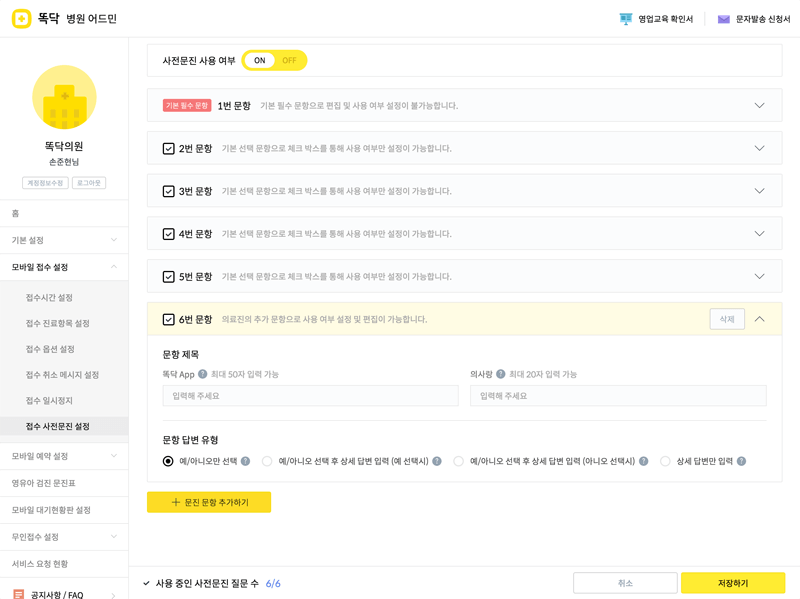 똑닥 병원 어드민
영업교육 확인서
문자발송 신청서
똑닥의원
손준현님
계정정보수정
로그아웃
홈
기본 설정
모바일 접수 설정
접수시간 설정
접수 진료항목 설정
접수 옵션 설정
접수 취소 메시지 설정
접수 일시정지
접수 사전문진 설정
모바일 예약 설정
영유아 검진 문진표
모바일 대기현황판 설정
무인접수 설정
서비스 요청 현황
공지사항 / FAQ
사전문진 사용 여부 ON OFF
기본 필수 문항 1번 문항 기본 필수 문항으로 편집 및 사용 여부 설정이 불가능합니다.
2번 문항 기본 선택 문항으로 체크 박스를 통해 사용 여부만 설정이 가능합니다.
3번 문항 기본 선택 문항으로 체크 박스를 통해 사용 여부만 설정이 가능합니다.
4번 문항 기본 선택 문항으로 체크 박스를 통해 사용 여부만 설정이 가능합니다.
5번 문항 기본 선택 문항으로 체크 박스를 통해 사용 여부만 설정이 가능합니다.
6번 문항 의료진의 추가 문항으로 사용 여부 설정 및 편집이 가능합니다. 삭제
문항 제목
똑닥 App ? 최대 50자 입력 가능
의사랑 ? 최대 20자 입력 가능
입력해 주세요
입력해 주세요
문항 답변 유형
예/아니오만 선택 ? 예/아니오 선택 후 상세 답변 입력 (예 선택시) ? 예/아니오 선택 후 상세 답변 입력 (아니오 선택시) ? 상세 답변만 입력 ?
+ 문진 문항 추가하기
사용 중인 사전문진 질문 수 6/6
취소
저장하기